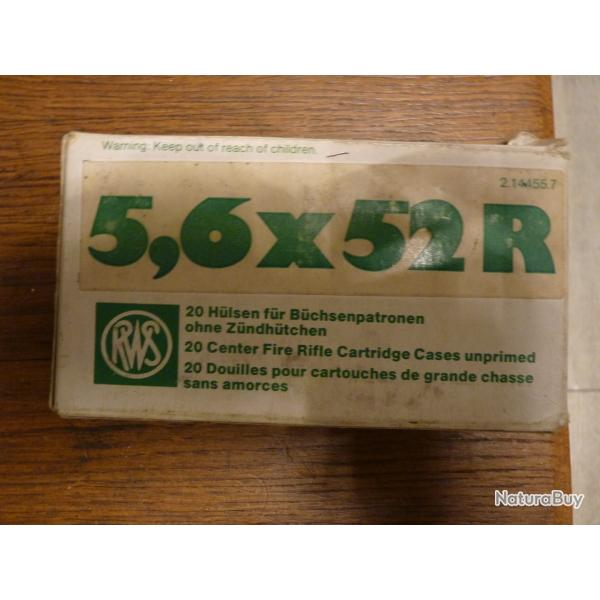 Warning: Keep out of reach of children.
2.14455.7
5,6x52R
RWS
20 Hülsen für Büchsenpatronen
ohne Zündhütchen
20 Center Fire Rifle Cartridge Cases unprimed
20 Douilles pour cartouches de grande chasse
sans amorces
NaturaBuy